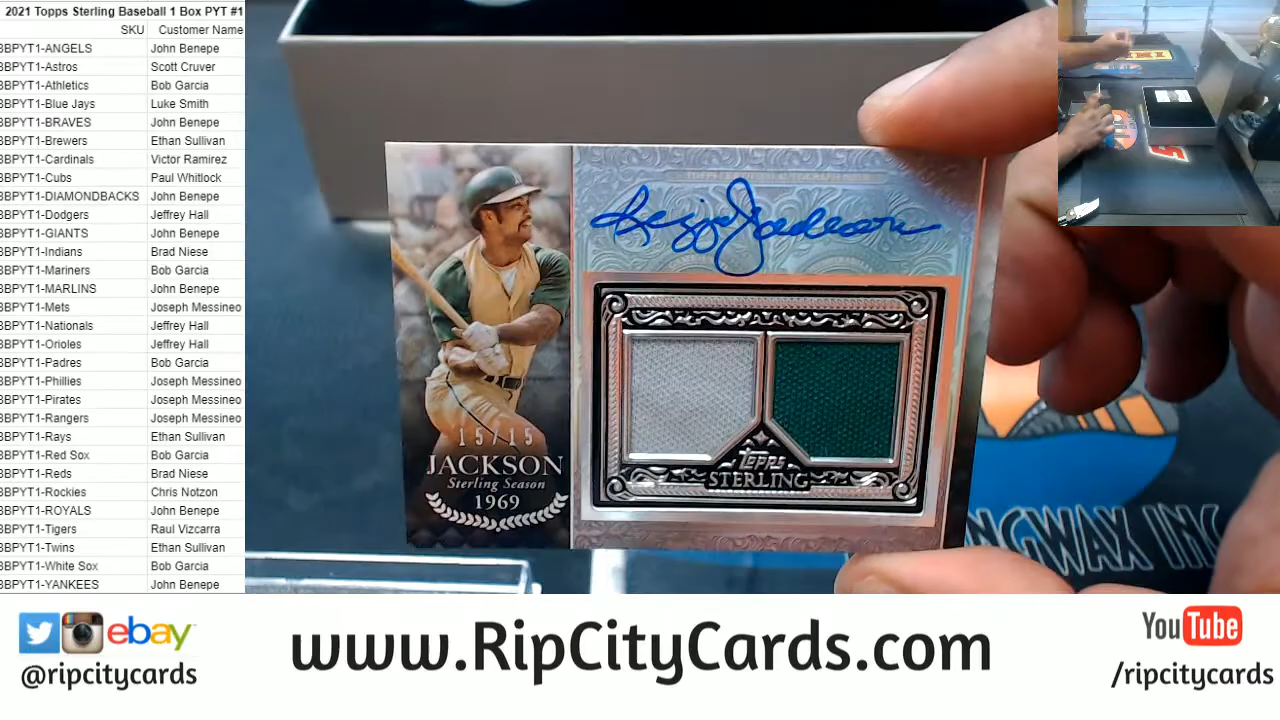 2021 Topps Sterling Baseball 1 Box PYT #1
SKU Customer Name
BBPYT1-ANGELS John Benepe
BBPYT1-Astros Scott Cruver
BBPYT1-Athletics Bob Garcia
BBPYT1-Blue Jays Luke Smith
BBPYT1-BRAVES John Benepe
BBPYT1-Brewers Ethan Sullivan
BBPYT1-Cardinals Victor Ramirez
BBPYT1-Cubs Paul Whitlock
BBPYT1-DIAMONDBACKS John Benepe
BBPYT1-Dodgers Jeffrey Hall
BBPYT1-GIANTS John Benepe
BBPYT1-Indians Brad Niese
BBPYT1-Mariners Bob Garcia
BBPYT1-MARLINS John Benepe
BBPYT1-Mets Joseph Messineo
BBPYT1-Nationals Jeffrey Hall
BBPYT1-Orioles Jeffrey Hall
BBPYT1-Padres Bob Garcia
BBPYT1-Phillies Joseph Messineo
BBPYT1-Pirates Joseph Messineo
BBPYT1-Rangers Joseph Messineo
BBPYT1-Rays Ethan Sullivan
BBPYT1-Red Sox Bob Garcia
BBPYT1-Reds Brad Niese
BBPYT1-Rockies Chris Notzon
BBPYT1-ROYALS John Benepe
BBPYT1-Tigers Raul Vizcarra
BBPYT1-Twins Ethan Sullivan
BBPYT1-White Sox Bob Garcia
BBPYT1-YANKEES John Benepe
Reggie Jackson
15/15
JACKSON
Sterling Season
1969
TOPPS
STERLING
NGWAX INC
ebay
@ripcitycards
www.RipCityCards.com
YouTube
/ripcitycards